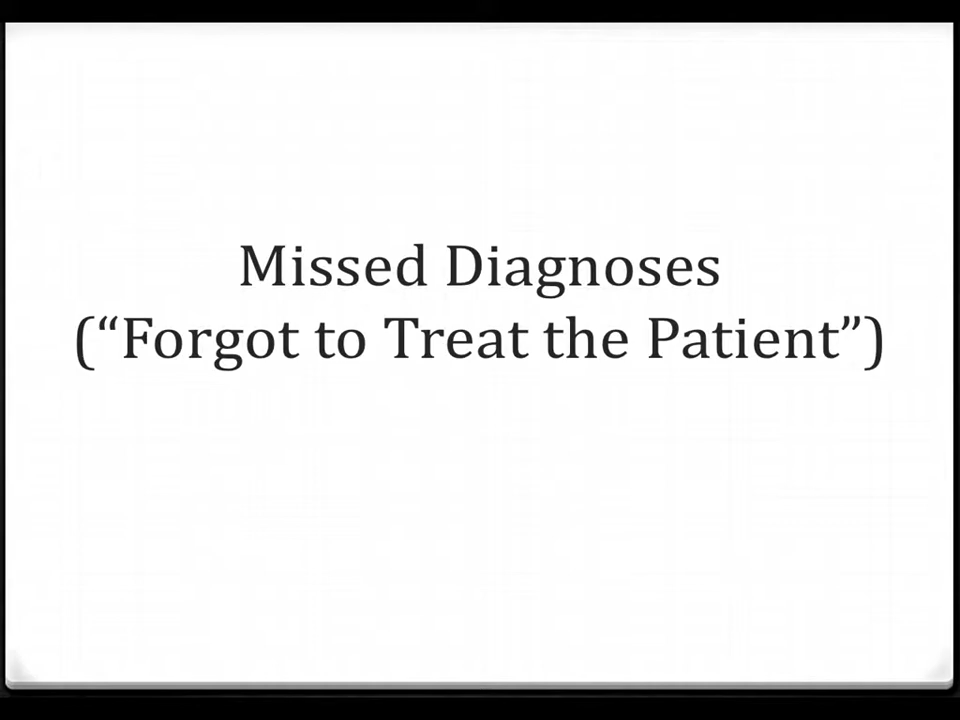 Missed Diagnoses
(“Forgot to Treat the Patient”)